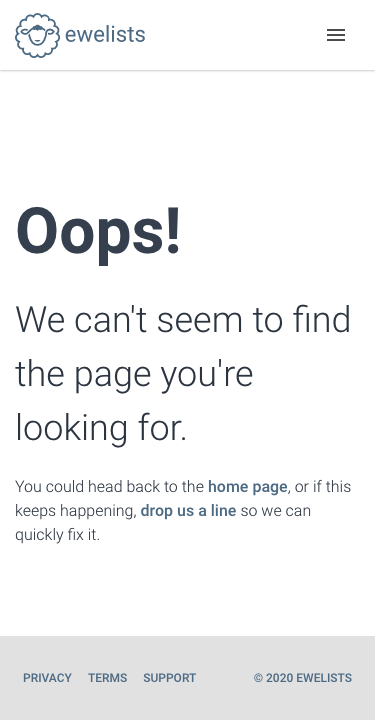 ewelists
Oops!
We can't seem to find
the page you're
looking for.
You could head back to the home page, or if this
keeps happening, drop us a line so we can
quickly fix it.
PRIVACY TERMS SUPPORT © 2020 EWELISTS